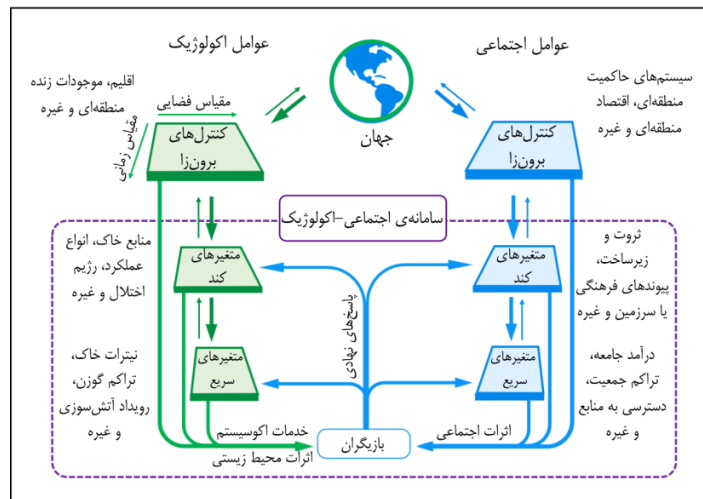 عوامل اجتماعی
عوامل اکولوژیک
سیستم‌های حاکمیت
منطقه‌ای، اقتصاد
منطقه‌ای و غیره
جهان
اقلیم، موجودات زنده
منطقه‌ای و غیره
مقیاس فضایی
مقیاس زمانی
کنترل‌های
برون‌زا
کنترل‌های
برون‌زا
سامانه‌ی اجتماعی-اکولوژیک
ثروت و
زیرساخت،
پیوندهای فرهنگی
با سرزمین و غیره
متغیرهای
کند
متغیرهای
کند
منابع خاک، انواع
عملکرد، رژیم
اختلال و غیره
پاسخ‌های نهادی
درآمد جامعه،
تراکم جمعیت،
دسترسی به منابع
و غیره
متغیرهای
سریع
متغیرهای
سریع
نیترات خاک،
تراکم گوزن،
رویداد آتش‌سوزی
و غیره
اثرات اجتماعی
بازیگران
خدمات اکوسیستم
اثرات محیط زیستی